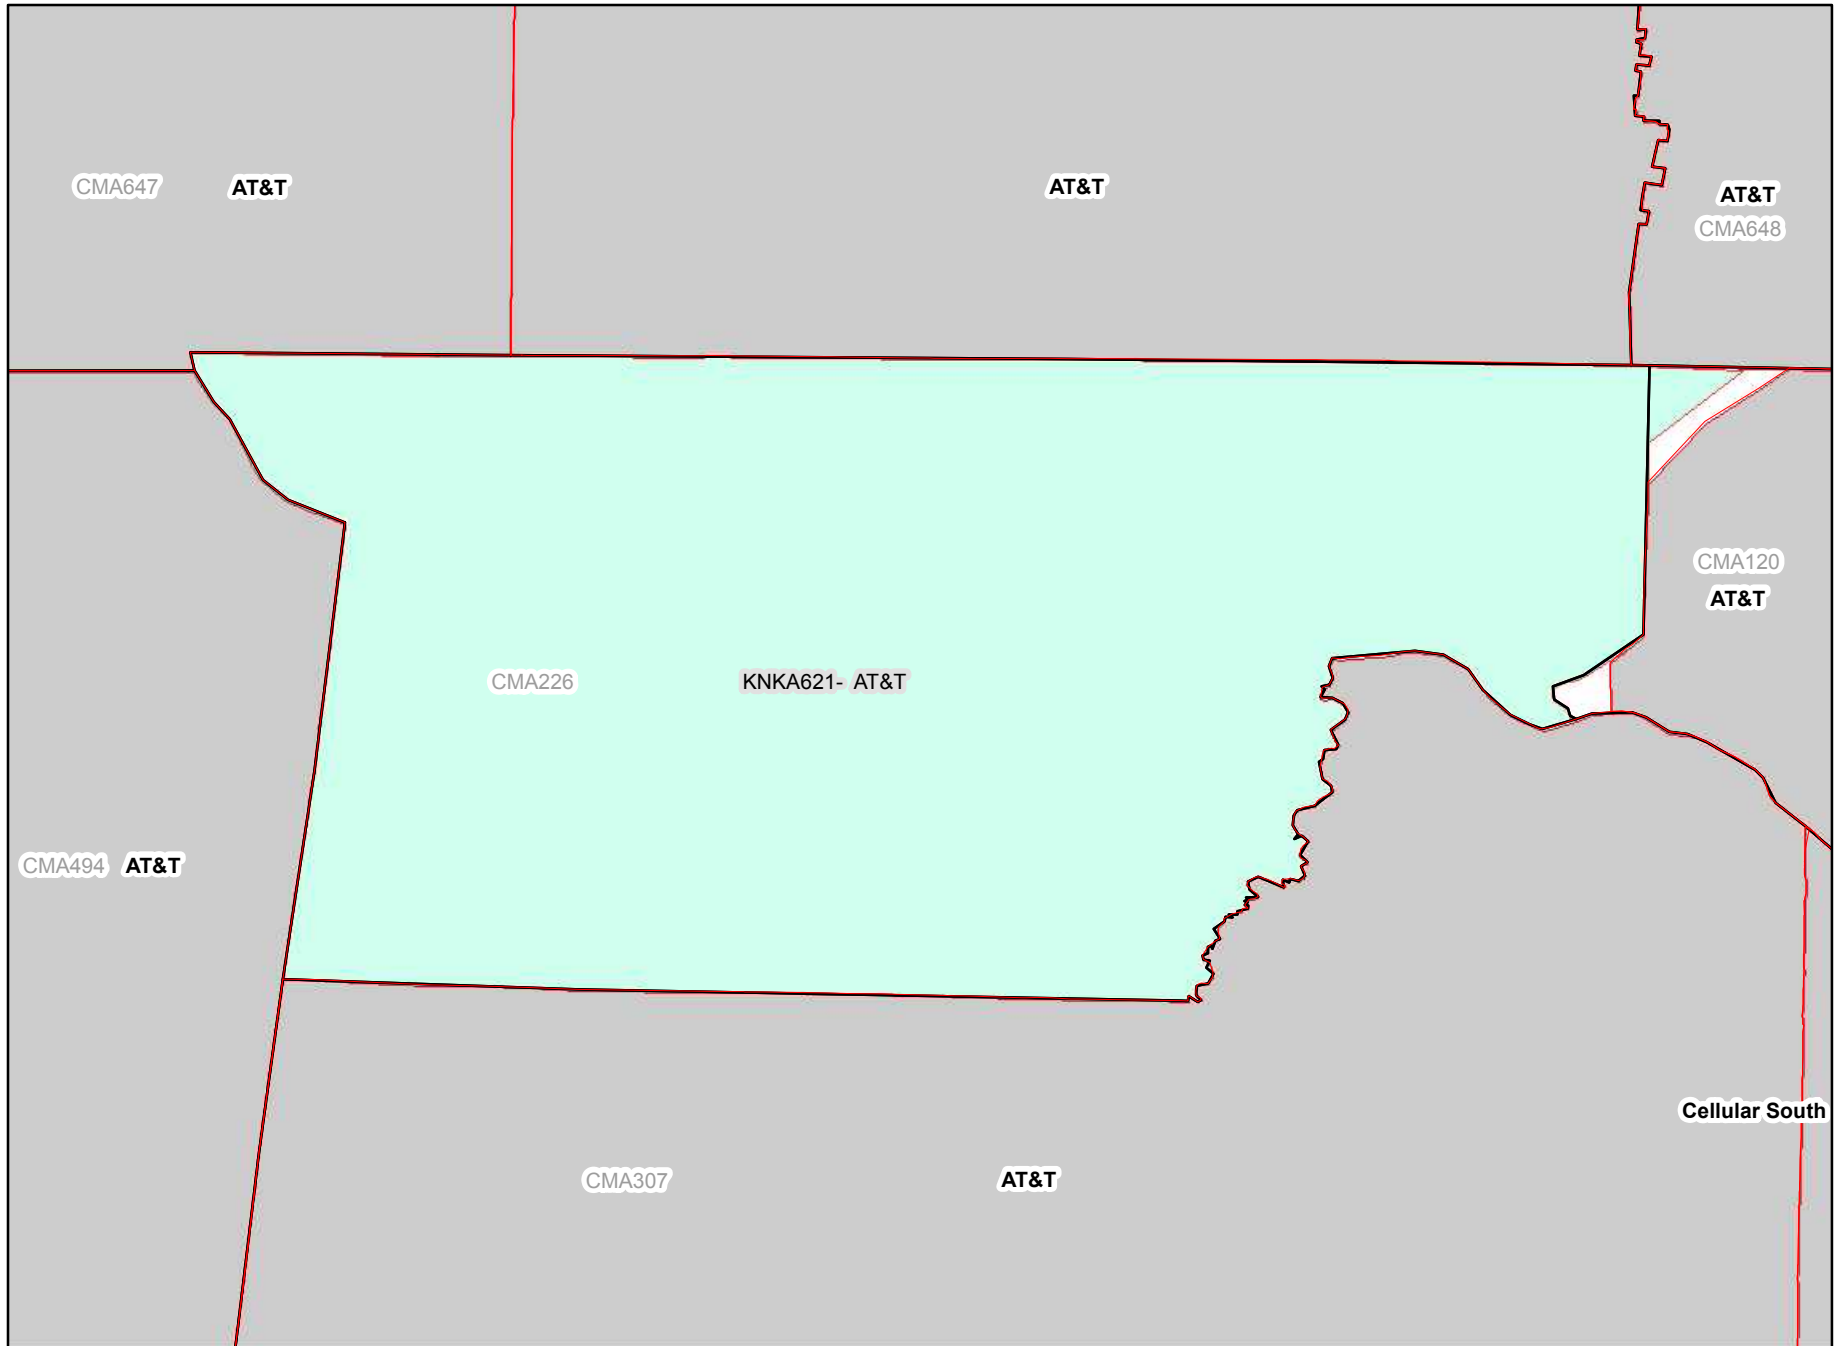 CMA647 AT&T
AT&T
AT&T
CMA648
CMA120
AT&T
CMA226
KNKA621- AT&T
CMA494 AT&T
Cellular South
CMA307
AT&T